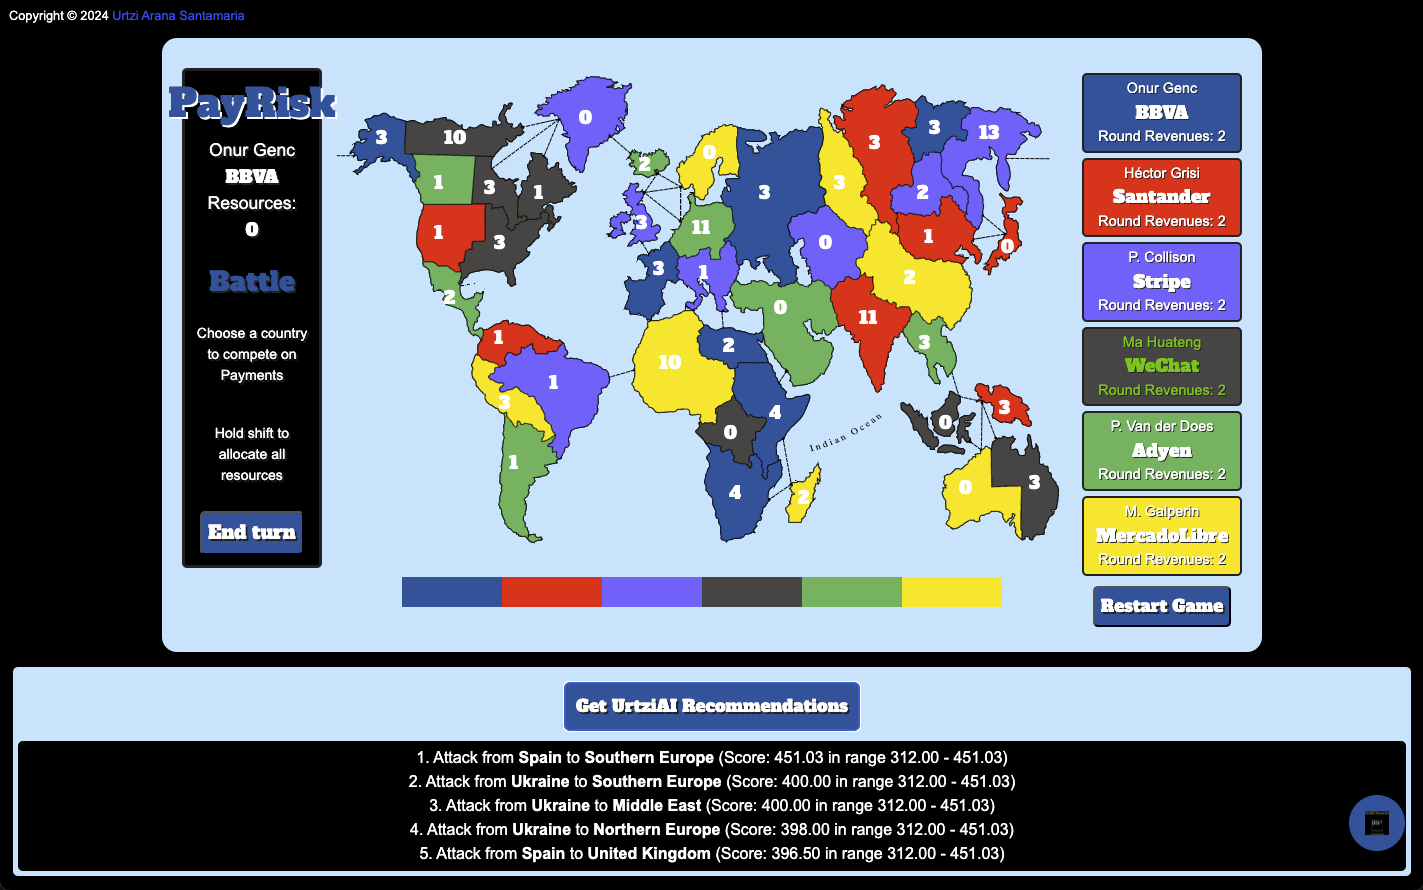 Copyright © 2024 Urtzi Arana Santamaria
PayRisk
Onur Genc
BBVA
Resources:
0
Battle
Choose a country
to compete on
Payments
Hold shift to
allocate all
resources
End turn
3
10
0
1
3
1
1
3
2
2
0
3
3
3
13
2
3
11
3
1
0
1
0
2
0
11
3
1
1
3
1
10
2
4
0
4
2
Indian Ocean
0
3
0
3
Onur Genc
BBVA
Round Revenues: 2
Héctor Grisi
Santander
Round Revenues: 2
P. Collison
Stripe
Round Revenues: 2
Ma Huateng
WeChat
Round Revenues: 2
P. Van der Does
Adyen
Round Revenues: 2
M. Galperin
MercadoLibre
Round Revenues: 2
Restart Game
Get UrtziAI Recommendations
1. Attack from Spain to Southern Europe (Score: 451.03 in range 312.00 - 451.03)
2. Attack from Ukraine to Southern Europe (Score: 400.00 in range 312.00 - 451.03)
3. Attack from Ukraine to Middle East (Score: 400.00 in range 312.00 - 451.03)
4. Attack from Ukraine to Northern Europe (Score: 398.00 in range 312.00 - 451.03)
5. Attack from Spain to United Kingdom (Score: 396.50 in range 312.00 - 451.03)